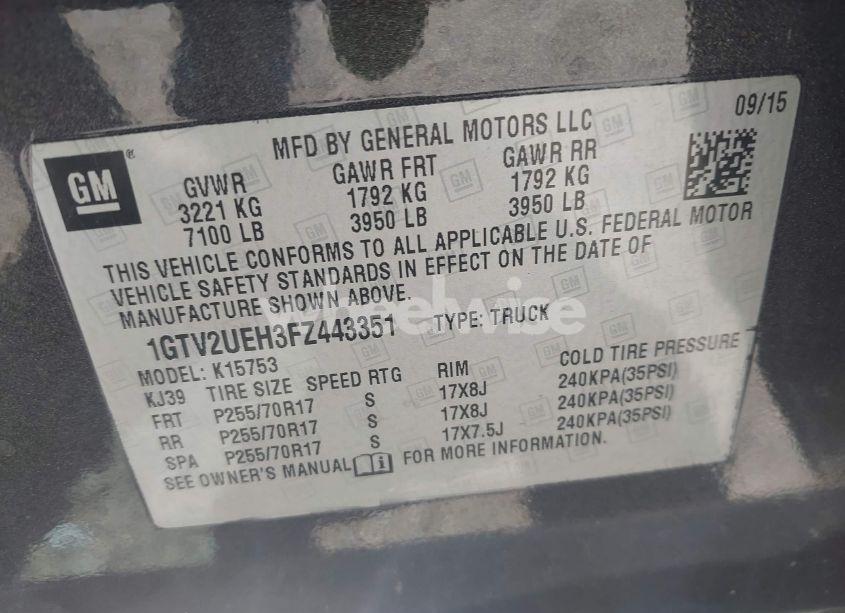 09/15
MFD BY GENERAL MOTORS LLC
GM®
GVWR GAWR FRT GAWR RR
3221 KG 1792 KG 1792 KG
7100 LB 3950 LB 3950 LB
THIS VEHICLE CONFORMS TO ALL APPLICABLE U.S. FEDERAL MOTOR
VEHICLE SAFETY STANDARDS IN EFFECT ON THE DATE OF
MANUFACTURE SHOWN ABOVE.
wheelwise
1GTV2UEH3FZ443351 TYPE: TRUCK
MODEL: K15753
KJ39 TIRE SIZE SPEED RTG RIM COLD TIRE PRESSURE
FRT P255/70R17 S 17X8J 240KPA(35PSI)
RR P255/70R17 S 17X8J 240KPA(35PSI)
SPA P255/70R17 S 17X7.5J 240KPA(35PSI)
SEE OWNER'S MANUAL FOR MORE INFORMATION.